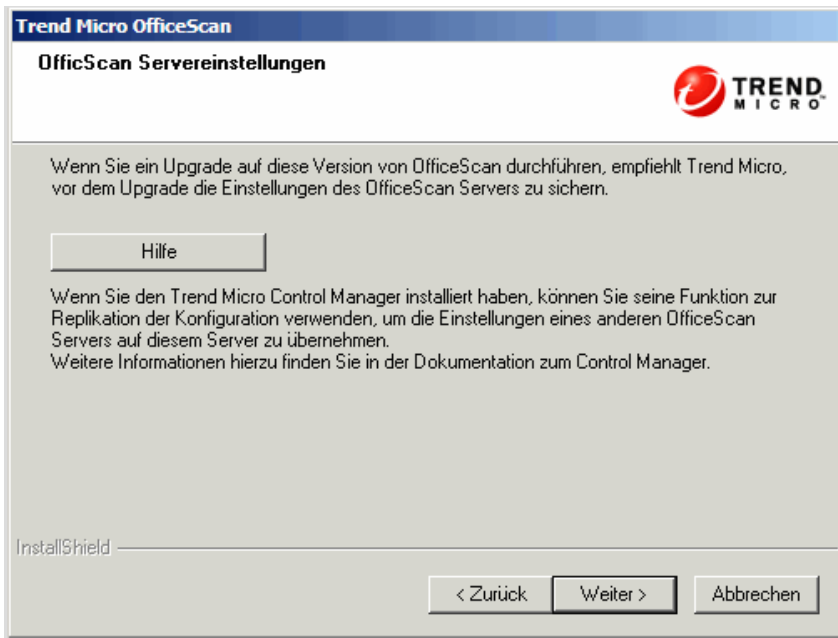 Trend Micro OfficeScan
OfficScan Servereinstellungen
TREND
MICRO™
Wenn Sie ein Upgrade auf diese Version von OfficeScan durchführen, empfiehlt Trend Micro,
vor dem Upgrade die Einstellungen des OfficeScan Servers zu sichern.
Hilfe
Wenn Sie den Trend Micro Control Manager installiert haben, können Sie seine Funktion zur
Replikation der Konfiguration verwenden, um die Einstellungen eines anderen OfficeScan
Servers auf diesem Server zu übernehmen.
Weitere Informationen hierzu finden Sie in der Dokumentation zum Control Manager.
InstallShield
< Zurück Weiter > Abbrechen